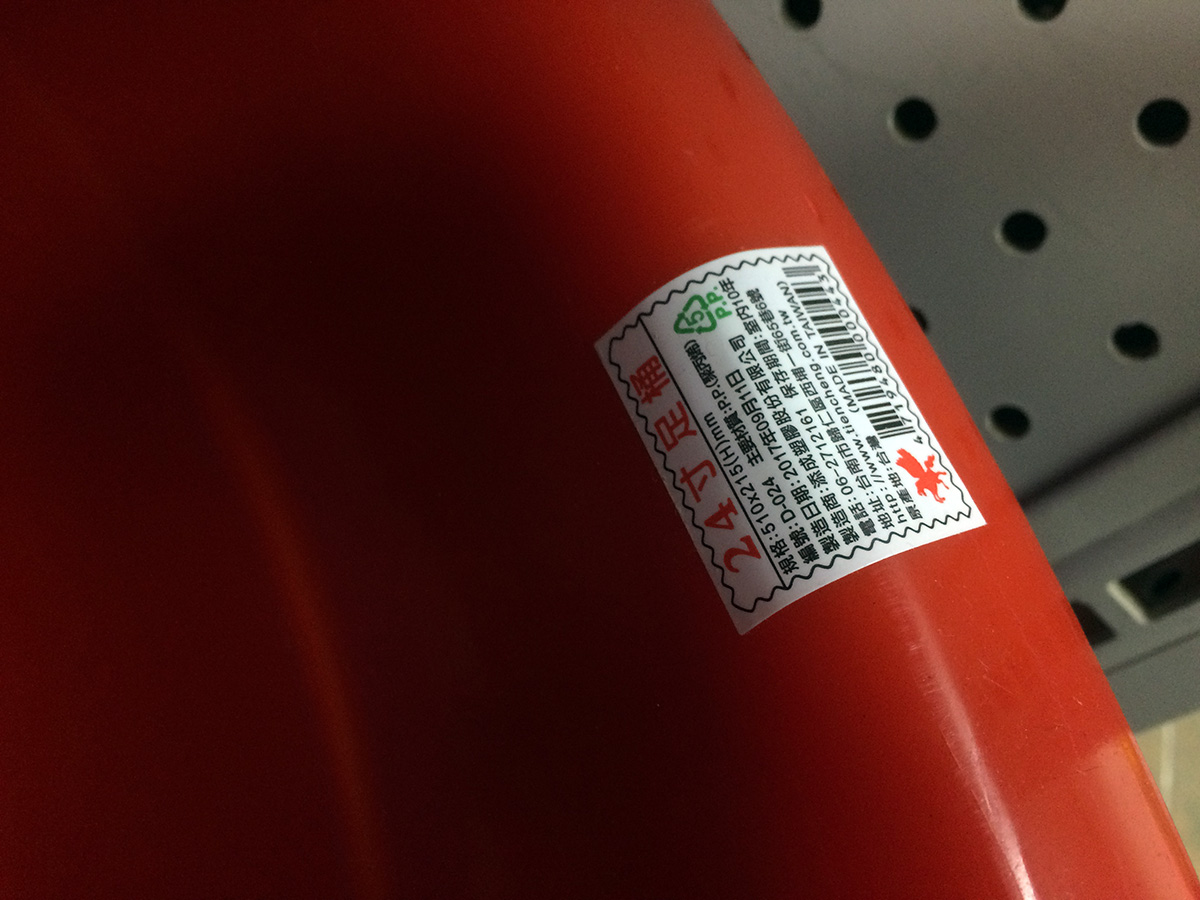 24寸足桶
5
P.P.
規格:510x215(H)mm 
編號:D-024 主要材質:P.P.(聚丙烯)
製造日期:2017年09月11日
製造商:添成塑膠股份有限公司
電話:06-2712161 保存期間:室內10年
地址:台南市歸仁區西埔一街65巷6號
http://www.tiencheng.com.tw
原產地:台灣 (MADE IN TAIWAN)